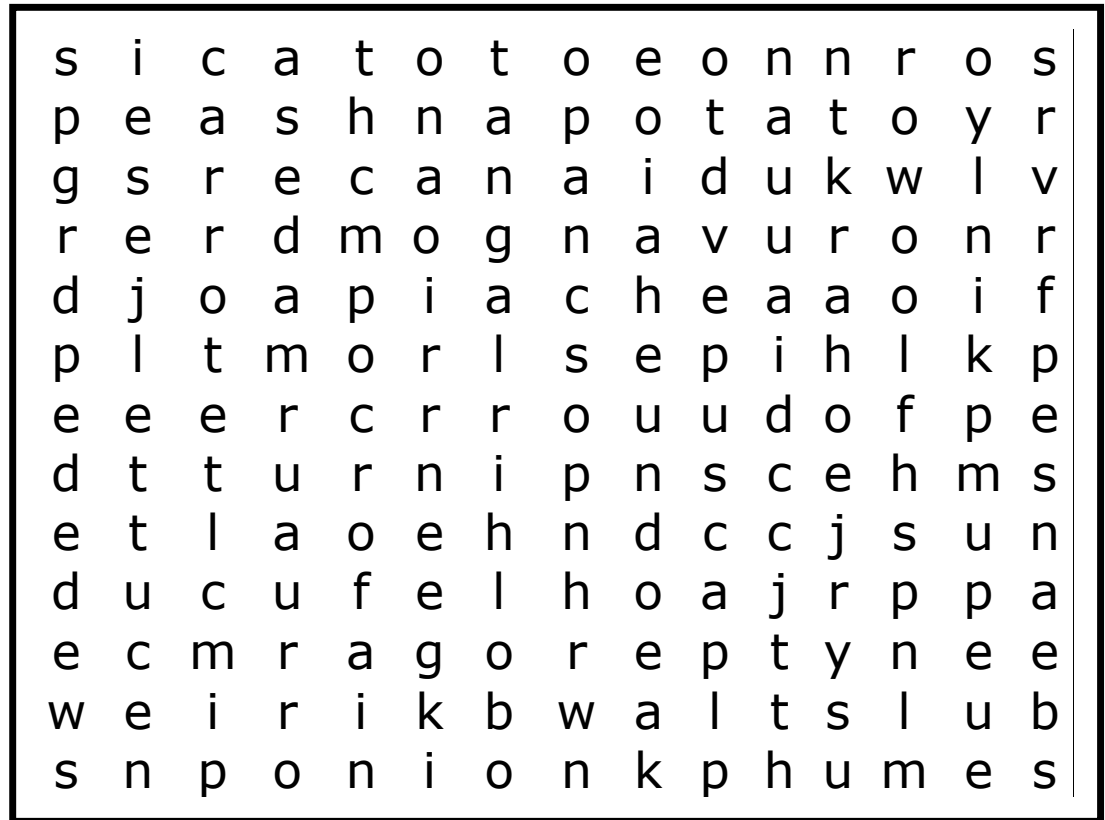 s i c a t o t o e o n n r o s
p e a s h n a p o t a t o y r
g s r e c a n a i d u k w l v
r e r d m o g n a v u r o n r
d j o a p i a c h e a a o i f
p l t m o r l s e p i h l k p
e e e r c r r o u u d o f p e
d t t u r n i p n s c e h m s
e t l a o e h n d c c j s u n
d u c u f e l h o a j r p p a
e c m r a g o r e p t y n e e
w e i r i k b w a l t s l u b
s n p o n i o n k p h u m e s